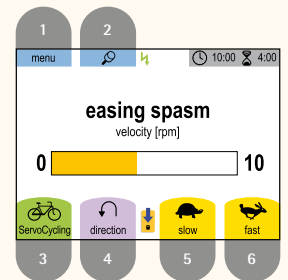 1 2
menu 10:00 4:00
easing spasm
velocity [rpm]
0 10
ServoCycling direction slow fast
3 4 5 6